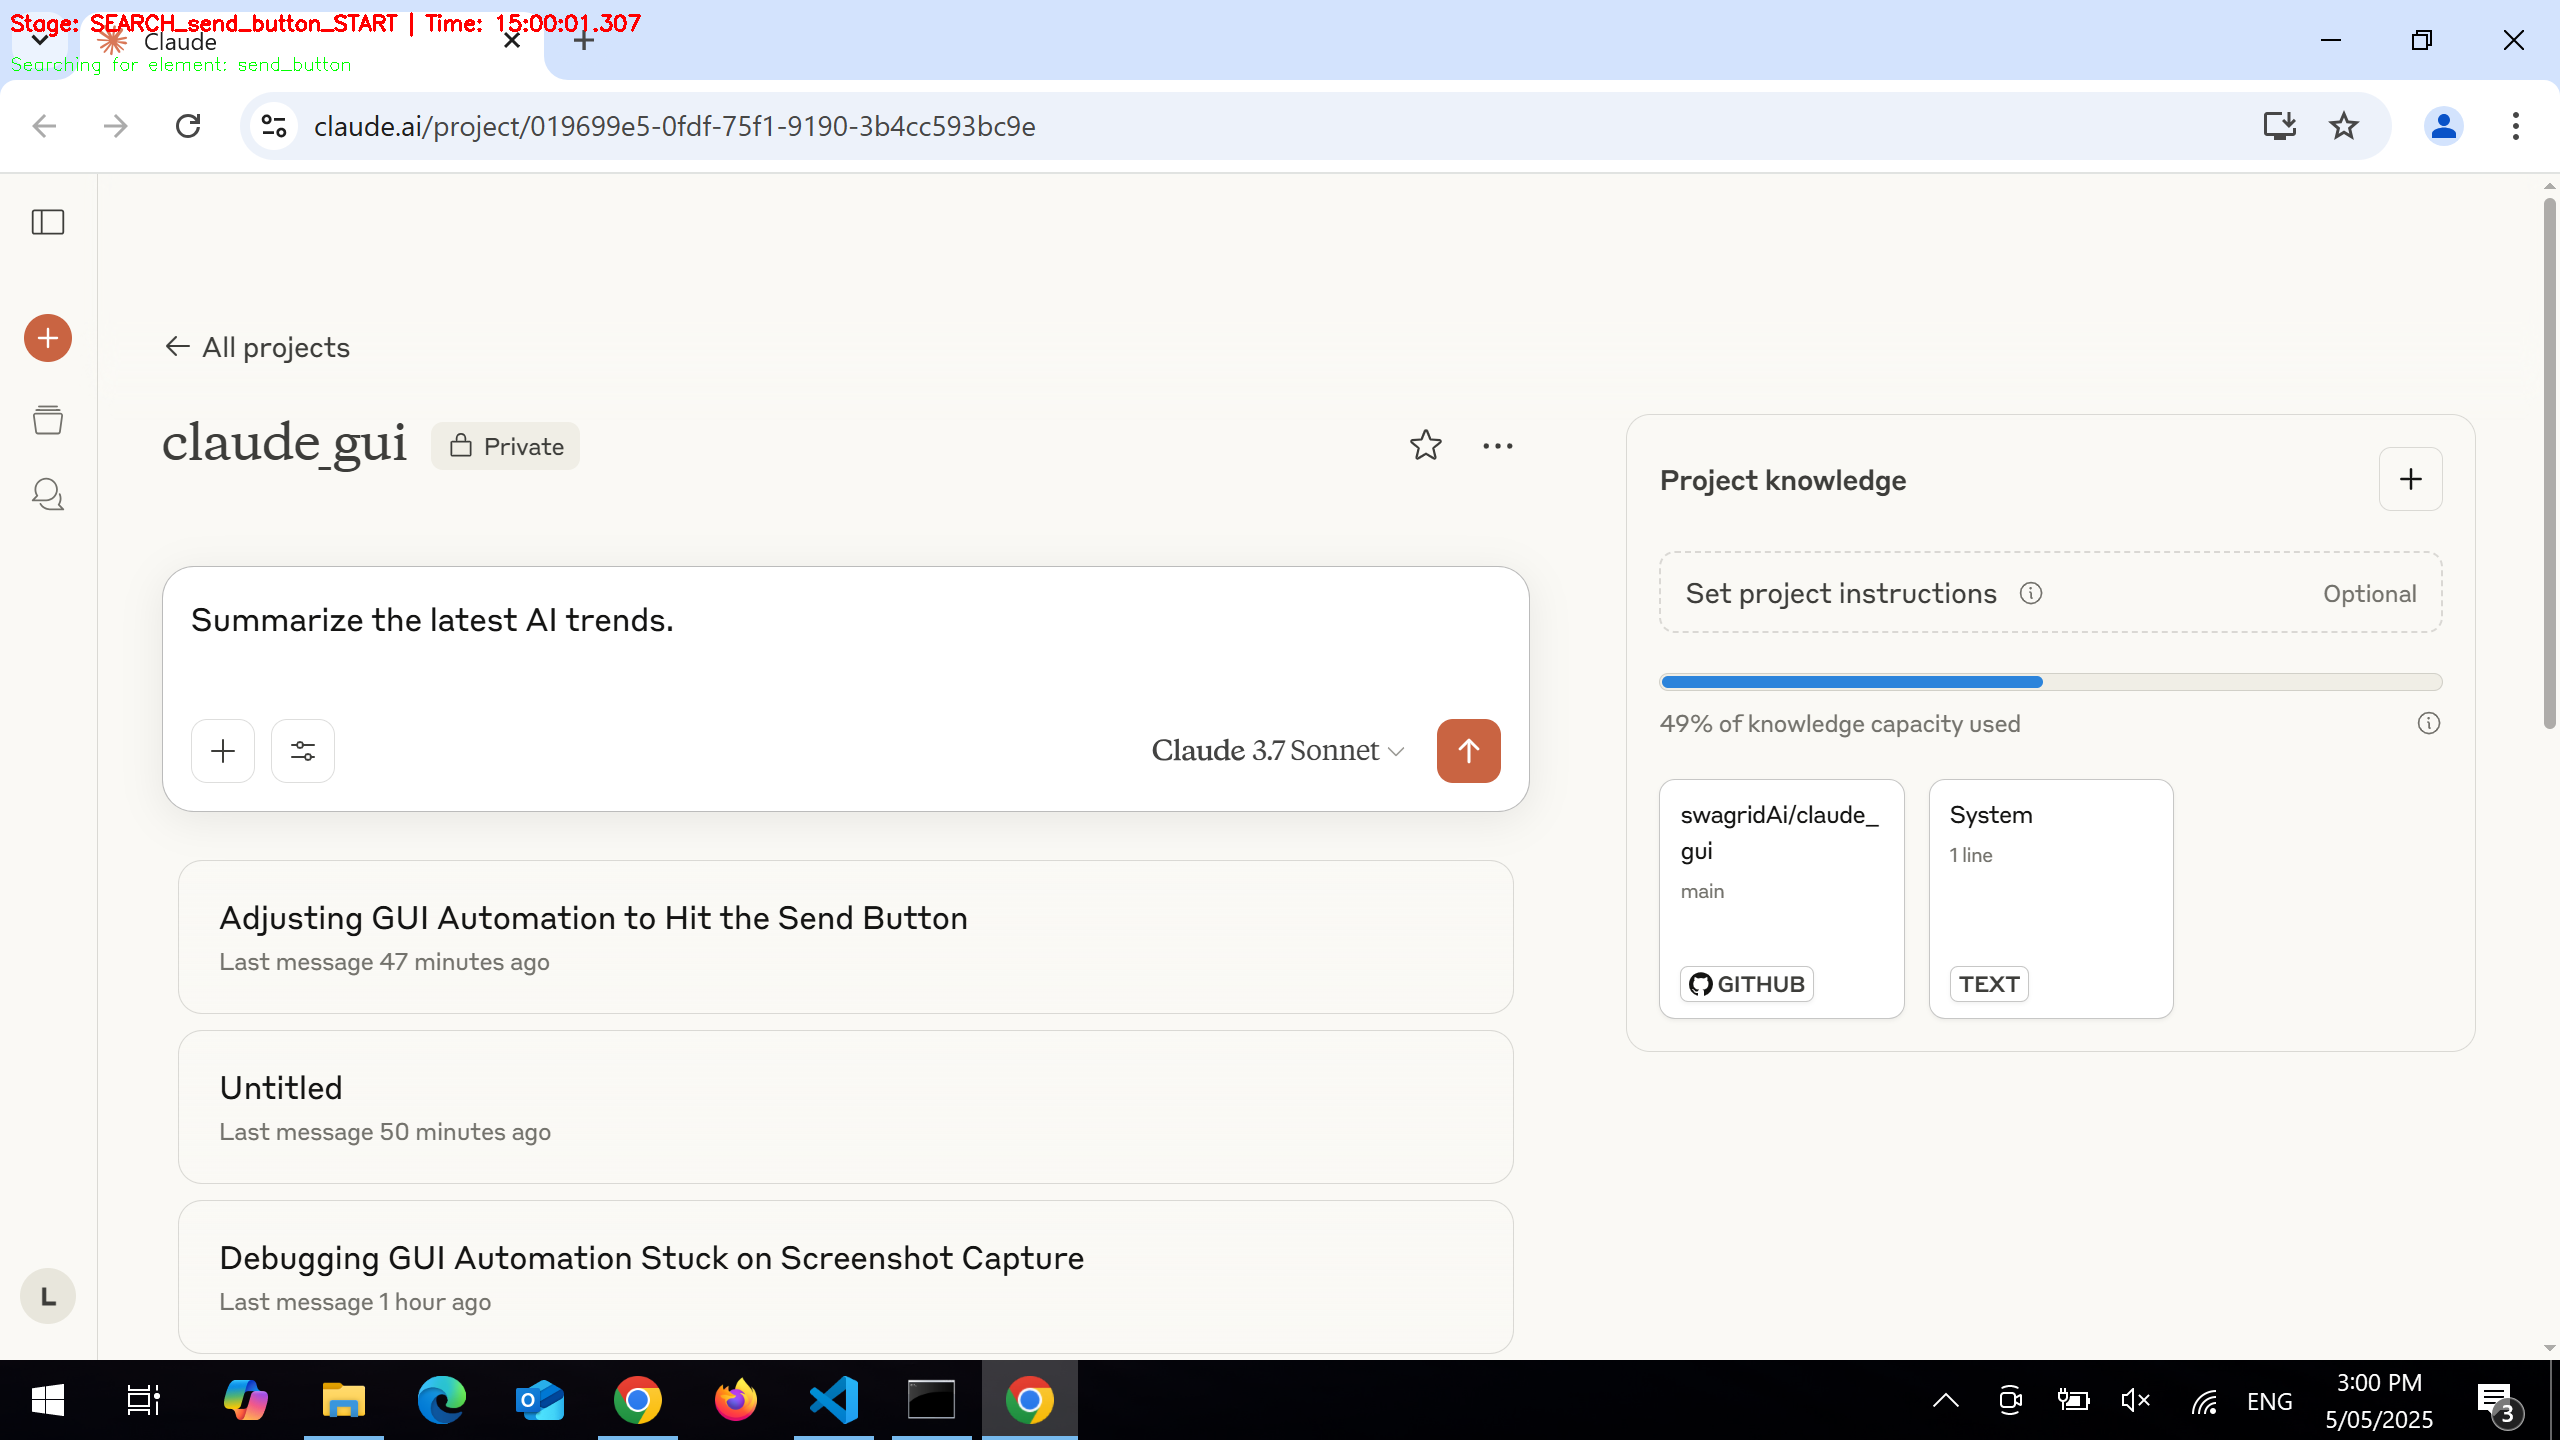 Stage: SEARCH_send_button_START | Time: 15:00:01.307
Claude
Searching for element: send_button
claude.ai/project/019699e5-0fdf-75f1-9190-3b4cc593bc9e
All projects
claude_gui
Private
Summarize the latest AI trends.
Claude 3.7 Sonnet
Adjusting GUI Automation to Hit the Send Button
Last message 47 minutes ago
Untitled
Last message 50 minutes ago
Debugging GUI Automation Stuck on Screenshot Capture
Last message 1 hour ago
Project knowledge
Set project instructions
Optional
49% of knowledge capacity used
swagridAi/claude_
gui
main
GITHUB
System
1 line
TEXT
L
ENG
3:00 PM
5/05/2025
3